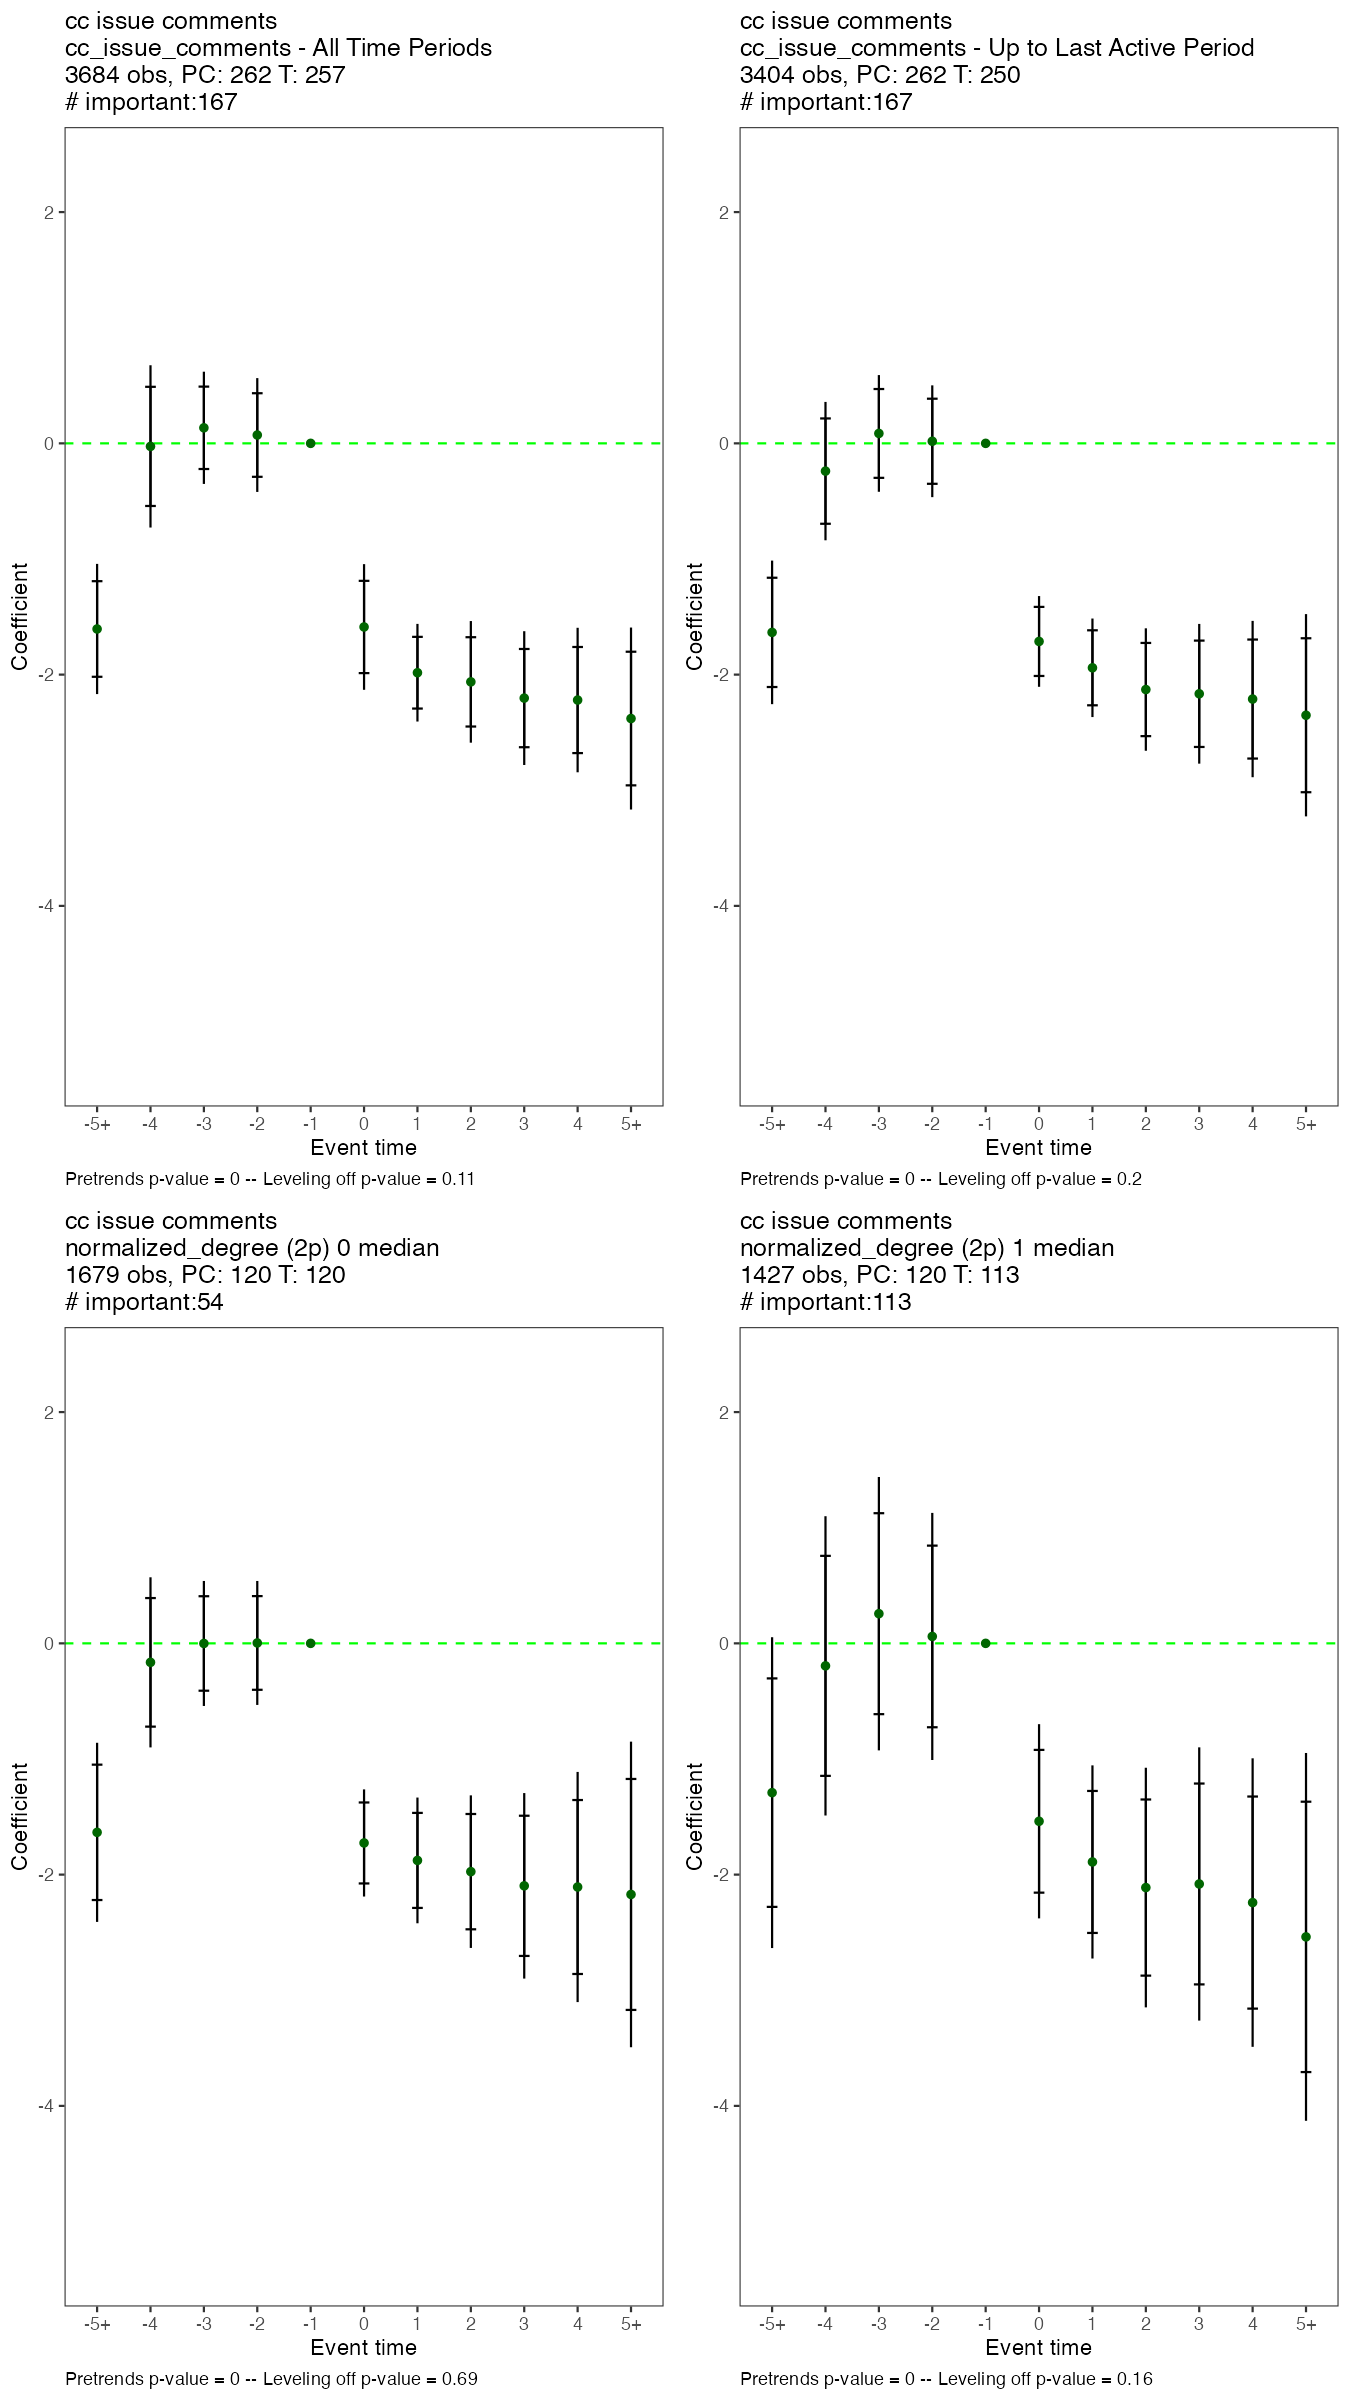 cc issue comments
cc_issue_comments - All Time Periods
3684 obs, PC: 262 T: 257
# important:167
2
0
-2
-4
Coefficient
-5+ -4 -3 -2 -1 0 1 2 3 4 5+
Event time
Pretrends p-value = 0 -- Leveling off p-value = 0.11
cc issue comments
cc_issue_comments - Up to Last Active Period
3404 obs, PC: 262 T: 250
# important:167
2
0
-2
-4
Coefficient
-5+ -4 -3 -2 -1 0 1 2 3 4 5+
Event time
Pretrends p-value = 0 -- Leveling off p-value = 0.2
cc issue comments
normalized_degree (2p) 0 median
1679 obs, PC: 120 T: 120
# important:54
2
0
-2
-4
Coefficient
-5+ -4 -3 -2 -1 0 1 2 3 4 5+
Event time
Pretrends p-value = 0 -- Leveling off p-value = 0.69
cc issue comments
normalized_degree (2p) 1 median
1427 obs, PC: 120 T: 113
# important:113
2
0
-2
-4
Coefficient
-5+ -4 -3 -2 -1 0 1 2 3 4 5+
Event time
Pretrends p-value = 0 -- Leveling off p-value = 0.16